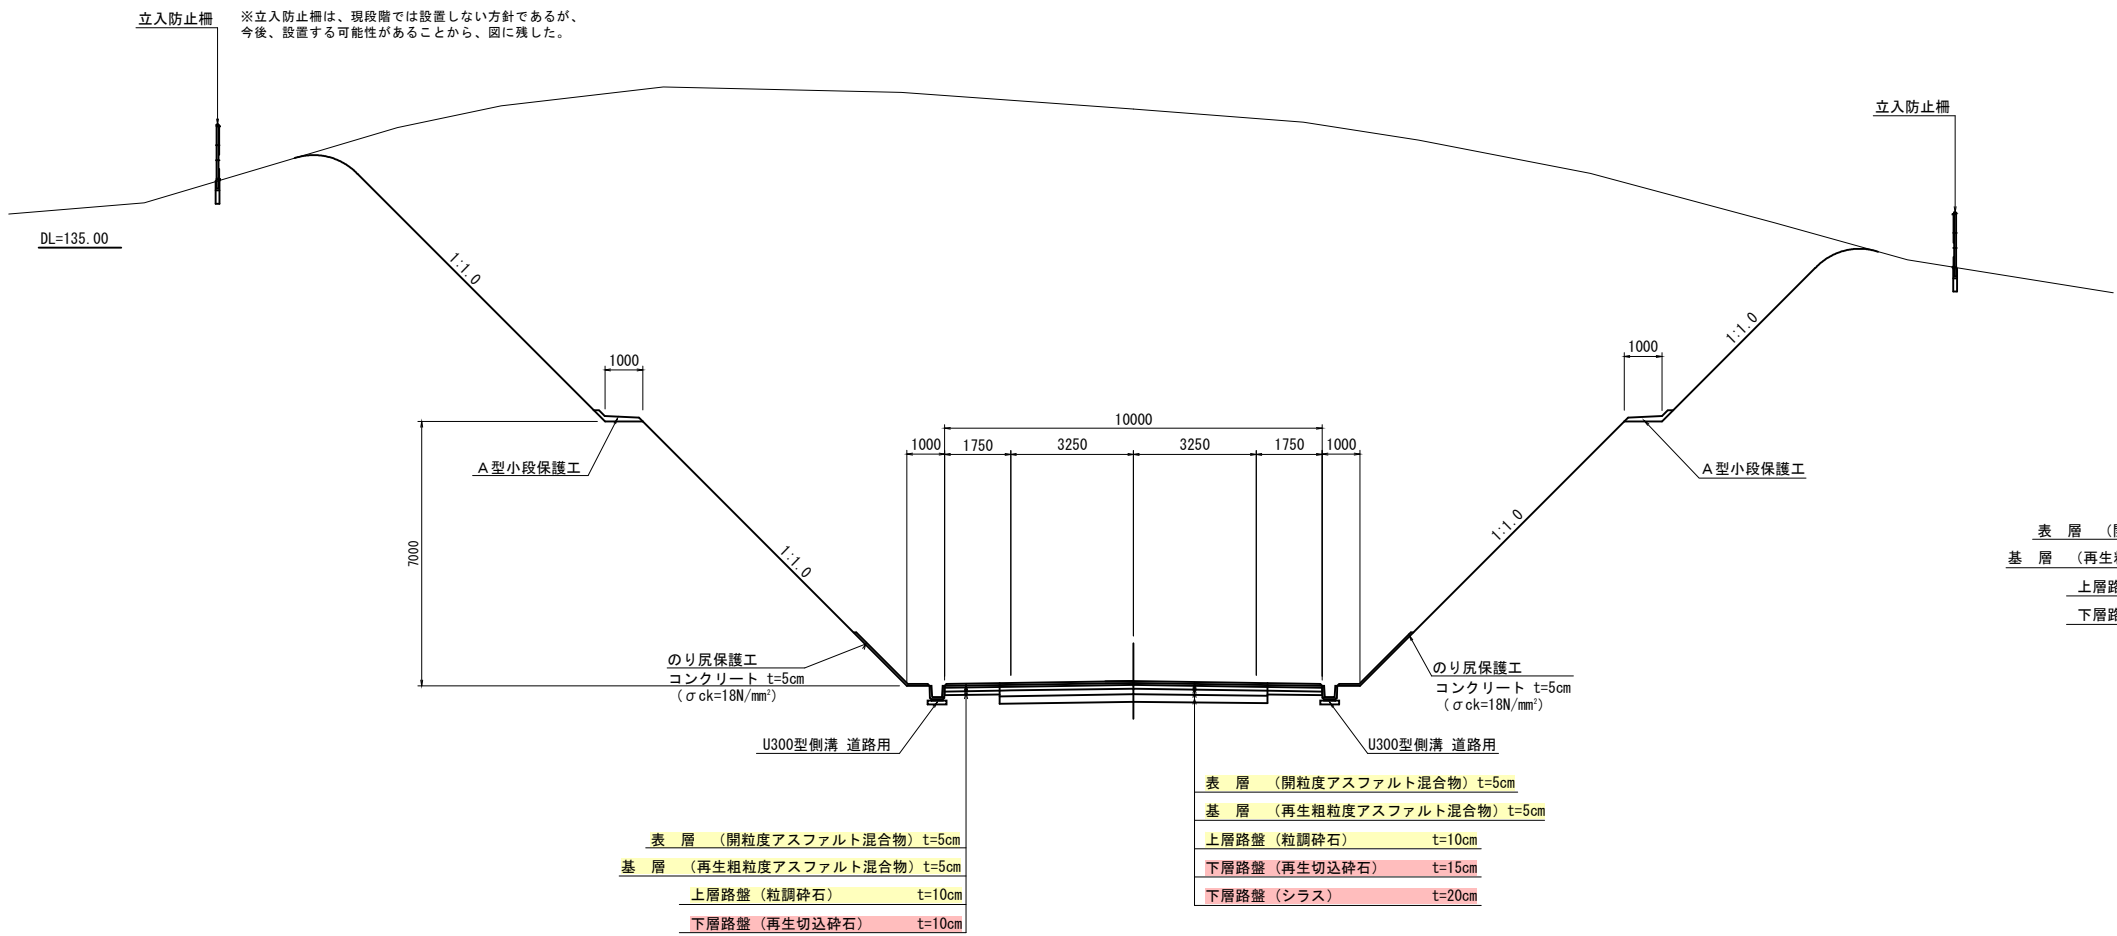 立入防止柵
※立入防止柵は、現段階では設置しない方針であるが、
今後、設置する可能性があることから、図に残した。
立入防止柵
DL=135.00
1:1.0
1:1.0
1000
1000
10000
1000
1750
3250
3250
1750
1000
A型小段保護工
A型小段保護工
7000
1:1.0
1:1.0
のり尻保護工
コンクリート t=5cm
(σck=18N/mm²)
のり尻保護工
コンクリート t=5cm
(σck=18N/mm²)
U300型側溝 道路用
U300型側溝 道路用
表 層 (開粒度アスファルト混合物) t=5cm
基 層 (再生粗粒度アスファルト混合物) t=5cm
上層路盤 (粒調砕石) t=10cm
下層路盤 (再生切込砕石) t=15cm
下層路盤 (シラス) t=20cm
表 層 (開粒度アスファルト混合物) t=5cm
基 層 (再生粗粒度アスファルト混合物) t=5cm
上層路盤 (粒調砕石) t=10cm
下層路盤 (再生切込砕石) t=10cm
表 層 (
基 層 (再生
上層
下層